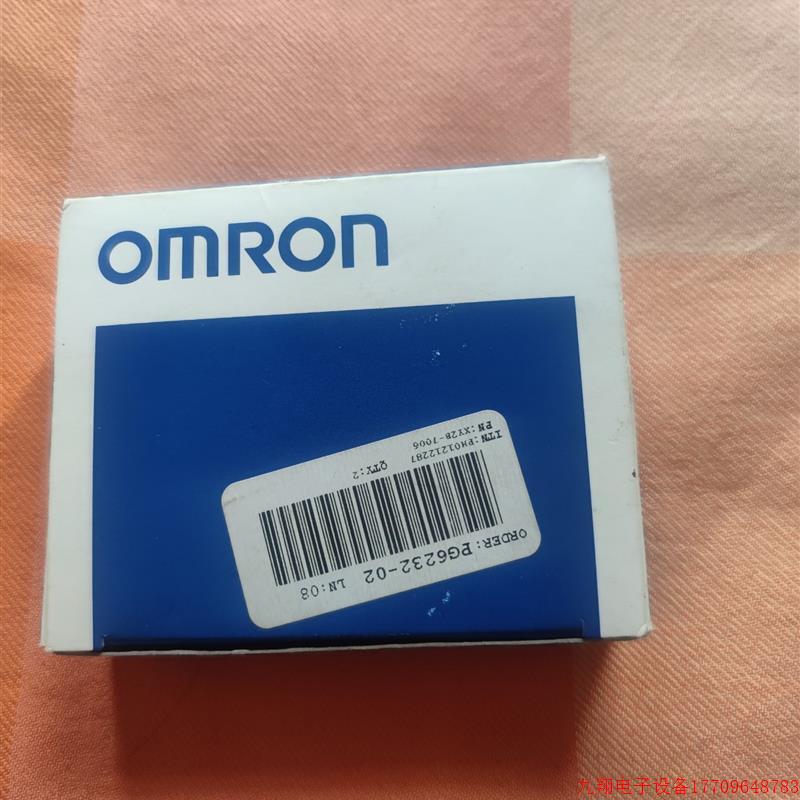 OMRON
ORDER: PG6232-02 LN:08
QTY:2
ITN:PH01212287
PN:XY2B-7006
九翔电子设备17709648783